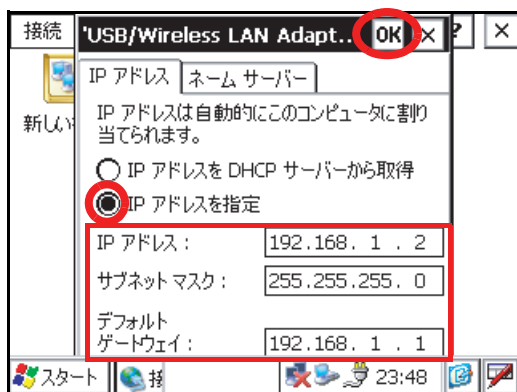 接続
'USB/Wireless LAN Adapt.. OK ×
? ×
IP アドレス ネーム サーバー
新しい
IP アドレスは自動的にこのコンピュータに割り
当てられます。
IP アドレスを DHCP サーバーから取得
IP アドレスを指定
IP アドレス : 192.168. 1 . 2
サブネット マスク : 255.255.255. 0
デフォルト
ゲートウェイ : 192.168. 1 . 1
スタート 接 23:48